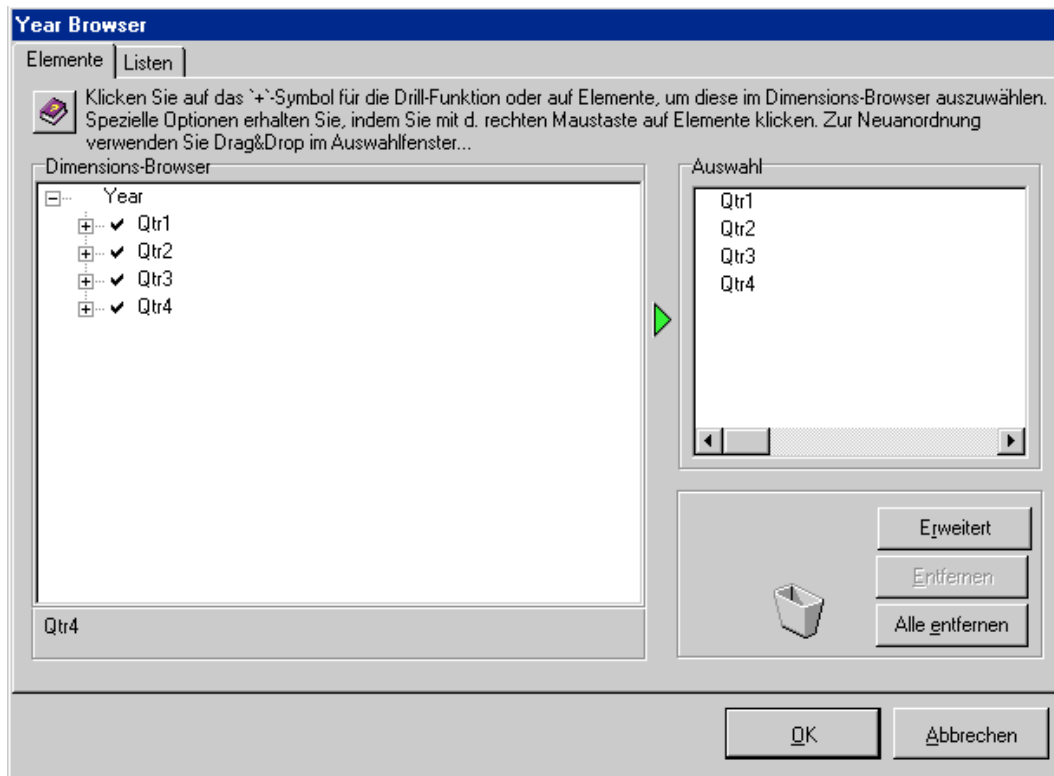 Year Browser
Elemente
Listen
Klicken Sie auf das `+`-Symbol für die Drill-Funktion oder auf Elemente, um diese im Dimensions-Browser auszuwählen.
Spezielle Optionen erhalten Sie, indem Sie mit d. rechten Maustaste auf Elemente klicken. Zur Neuanordnung
verwenden Sie Drag&Drop im Auswahlfenster...
Dimensions-Browser
Year
Qtr1
Qtr2
Qtr3
Qtr4
Qtr4
Auswahl
Qtr1
Qtr2
Qtr3
Qtr4
Erweitert
Entfernen
Alle entfernen
OK
Abbrechen